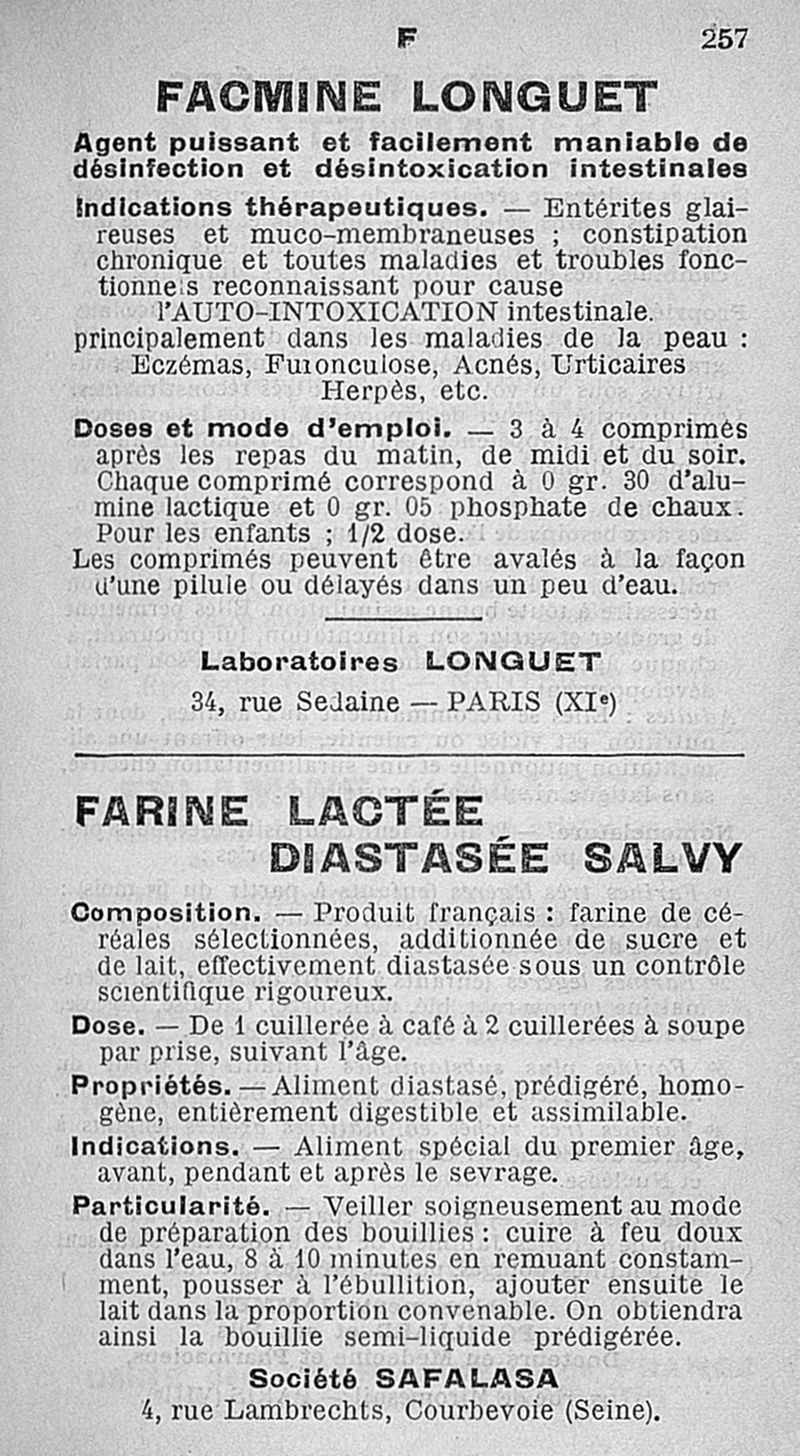 F 257
FACMINE LONGUET
Agent puissant et facilement maniable de
désinfection et désintoxication intestinales
Indications thérapeutiques. — Entérites glai-
reuses et muco-membraneuses ; constipation
chronique et toutes maladies et troubles fonc-
tionnels reconnaissant pour cause
l'AUTO-INTOXICATION intestinale.
principalement dans les maladies de la peau :
Eczémas, Furonculose, Acnés, Urticaires
Herpès, etc.
Doses et mode d'emploi. — 3 à 4 comprimés
après les repas du matin, de midi et du soir.
Chaque comprimé correspond à 0 gr. 30 d'alu-
mine lactique et 0 gr. 05 phosphate de chaux.
Pour les enfants ; 1/2 dose.
Les comprimés peuvent être avalés à la façon
d'une pilule ou délayés dans un peu d'eau.
Laboratoires LONGUET
34, rue Sedaine — PARIS (XIe)
FARINE LACTÉE
DIASTASÉE SALVY
Composition. — Produit français : farine de cé-
réales sélectionnées, additionnée de sucre et
de lait, effectivement diastasée sous un contrôle
scientifique rigoureux.
Dose. — De 1 cuillerée à café à 2 cuillerées à soupe
par prise, suivant l'âge.
Propriétés. — Aliment diastasé, prédigéré, homo-
gène, entièrement digestible et assimilable.
Indications. — Aliment spécial du premier âge,
avant, pendant et après le sevrage.
Particularité. — Veiller soigneusement au mode
de préparation des bouillies : cuire à feu doux
dans l'eau, 8 à 10 minutes en remuant constam-
ment, pousser à l'ébullition, ajouter ensuite le
lait dans la proportion convenable. On obtiendra
ainsi la bouillie semi-liquide prédigérée.
Société SAFALASA
4, rue Lambrechts, Courbevoie (Seine).